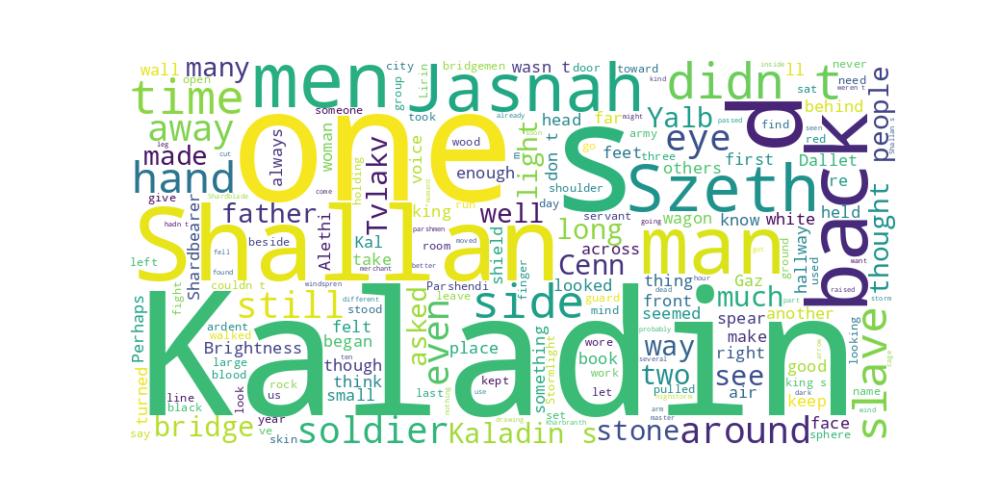 wall many men Jasnah didn t ll never
city bridgemen wasn t door toward kind inside weren t
time someone group Lirin took already far might need
away always one s Yalb head army sat behind people
made woman wood voice light don t eye d find seen red
hand enough feet three others first Dallet
give come holding m shoulder go passed re
Shardbearer father Tvlakv king run well day Szeth back
servant wagon know white held
Shallan long man going hallway thought
Alethi Kal parshmen room shield across
beside take merchant moved better finger Cenn looked used ground
left fell hadn t found windspren Parshendi thing dead Gaz want
fight couldn t leave guard front hour raised part storm
Perhaps still different asked side mind seemed much another
ardent felt stood even wore spear
walked began place something Stormlight book way make looking
Brightness though work probably right good
large Kaladin think last kept two see king s slave
blood ten small use let several pulled air keep dark
turned rock nothing arm highstorm name
line look us set master wind
black year drawing Kharbranth face
say bridge ve skin soldier Kaladin s stone around sphere